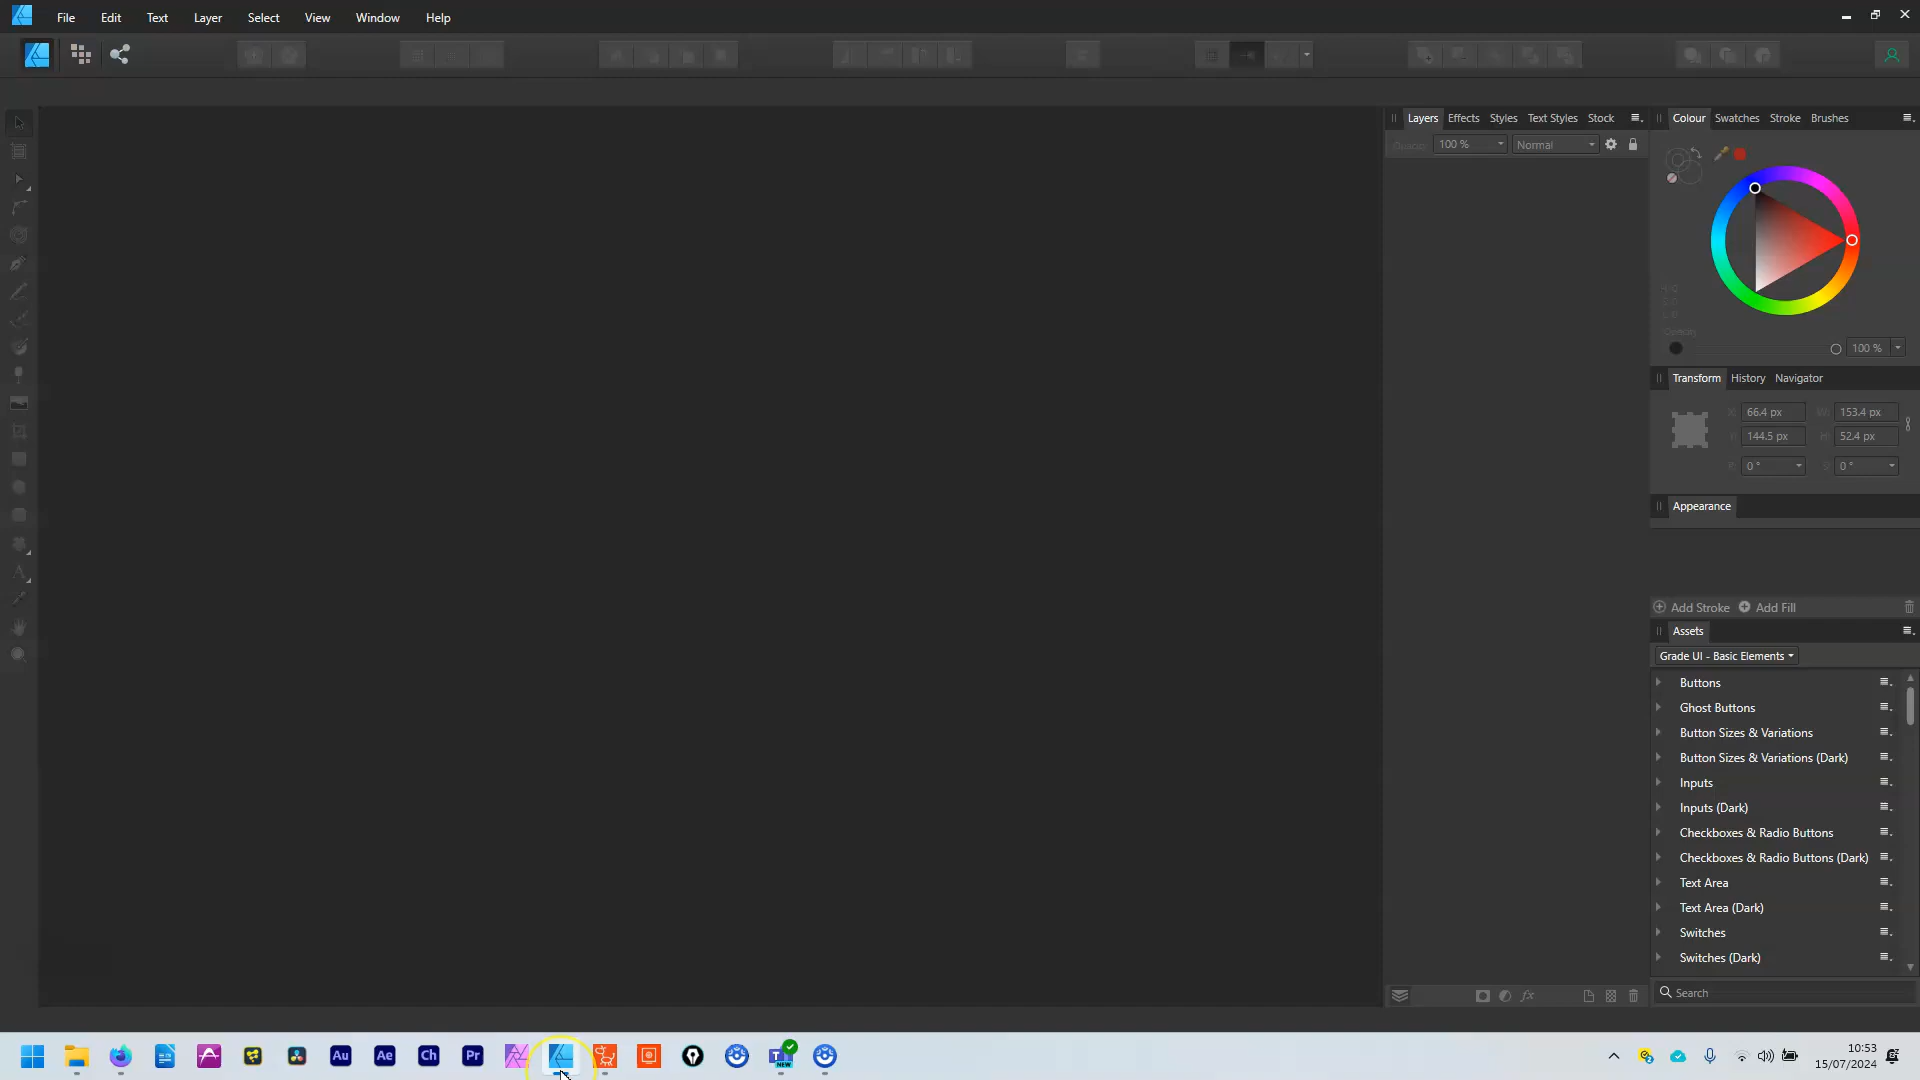 File Edit Text Layer Select View Window Help
Layers Effects Styles Text Styles Stock
Colour Swatches Stroke Brushes
100 % Normal
Opacity
100 %
Transform History Navigator
X: 66.4 px W: 153.4 px
Y: 144.5 px H: 52.4 px
R: 0 ° S: 0 °
Appearance
Add Stroke Add Fill
Assets
Grade UI - Basic Elements
Buttons
Ghost Buttons
Button Sizes & Variations
Button Sizes & Variations (Dark)
Inputs
Inputs (Dark)
Checkboxes & Radio Buttons
Checkboxes & Radio Buttons (Dark)
Text Area
Text Area (Dark)
Switches
Switches (Dark)
Search
fx
Au Ae Ch Pr
T NEW
10:53
15/07/2024